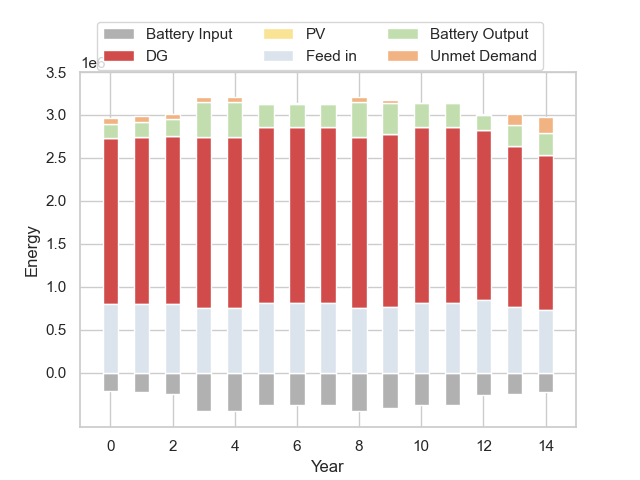 Battery Input PV Battery Output
DG Feed in Unmet Demand
1e6
3.5
3.0
2.5
2.0
1.5
1.0
0.5
0.0
Energy
0 2 4 6 8 10 12 14
Year